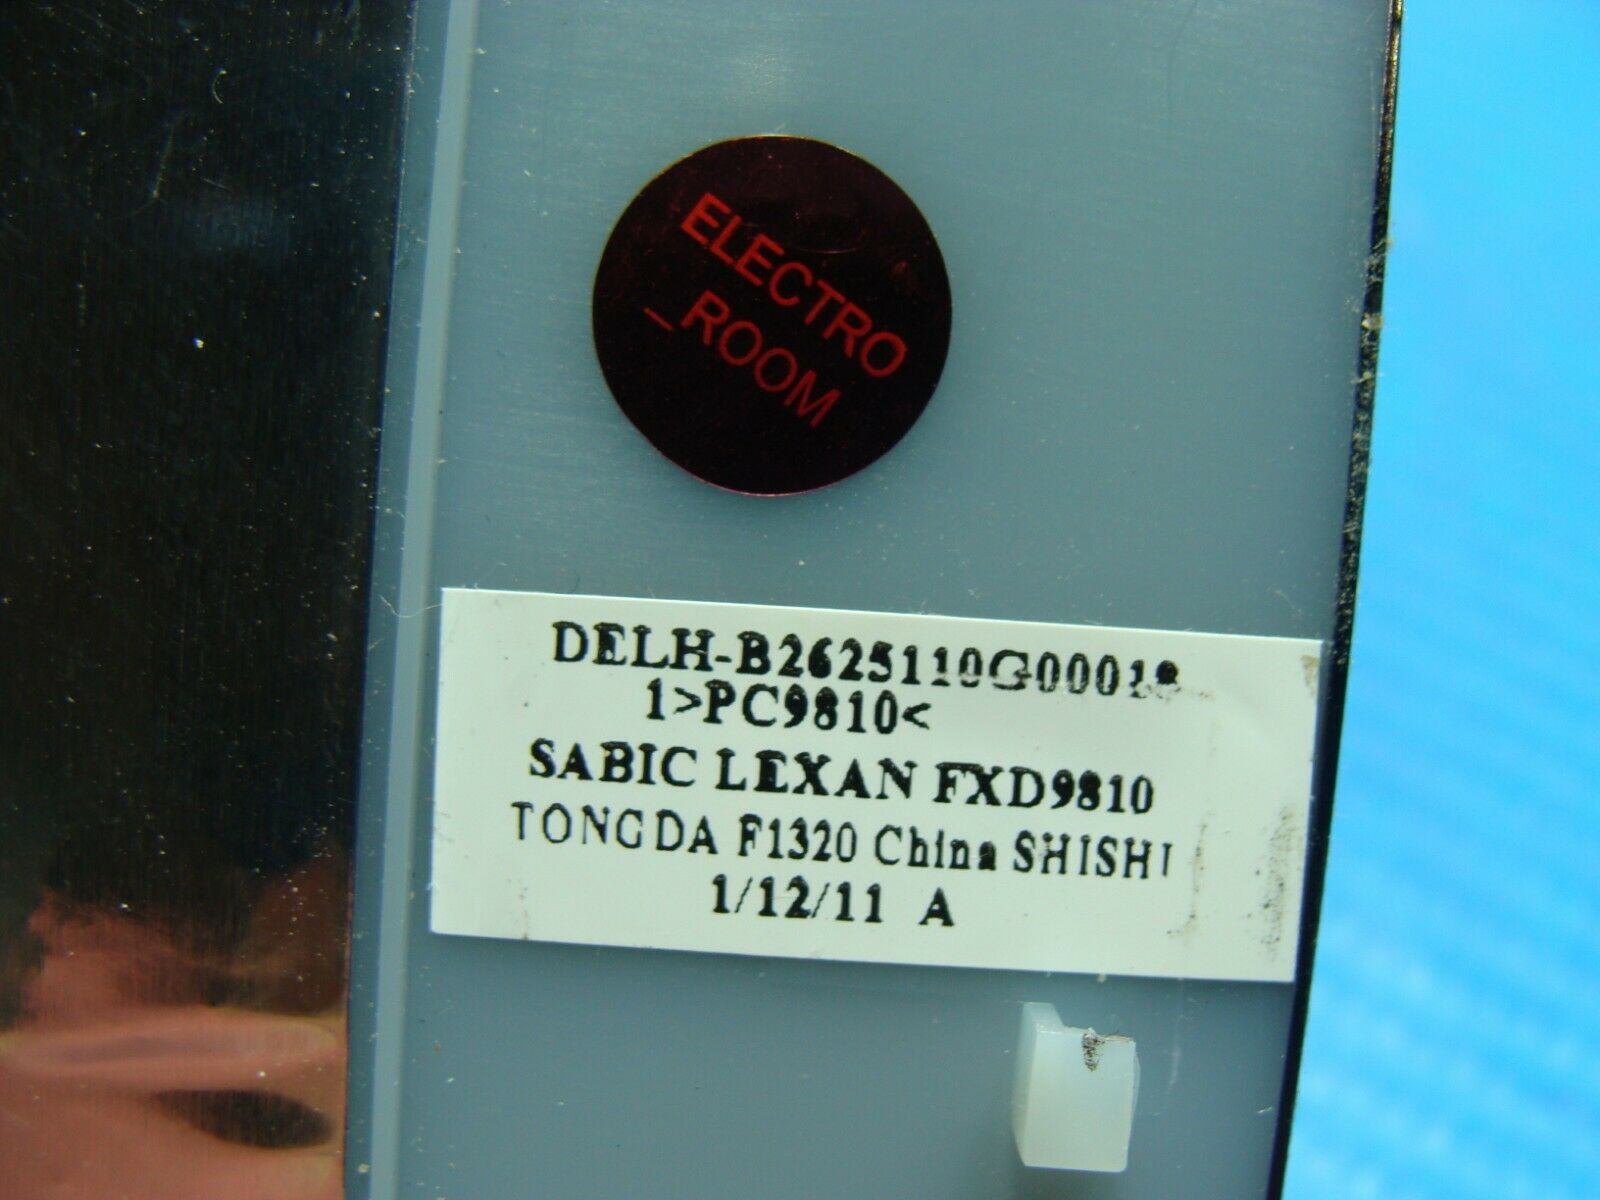 ELECTRO
_ROOM
DELH-B2625110G00018
1>PC9810<
SABIC LEXAN FXD9810
TONGDA F1320 China SHISHI
1/12/11 A